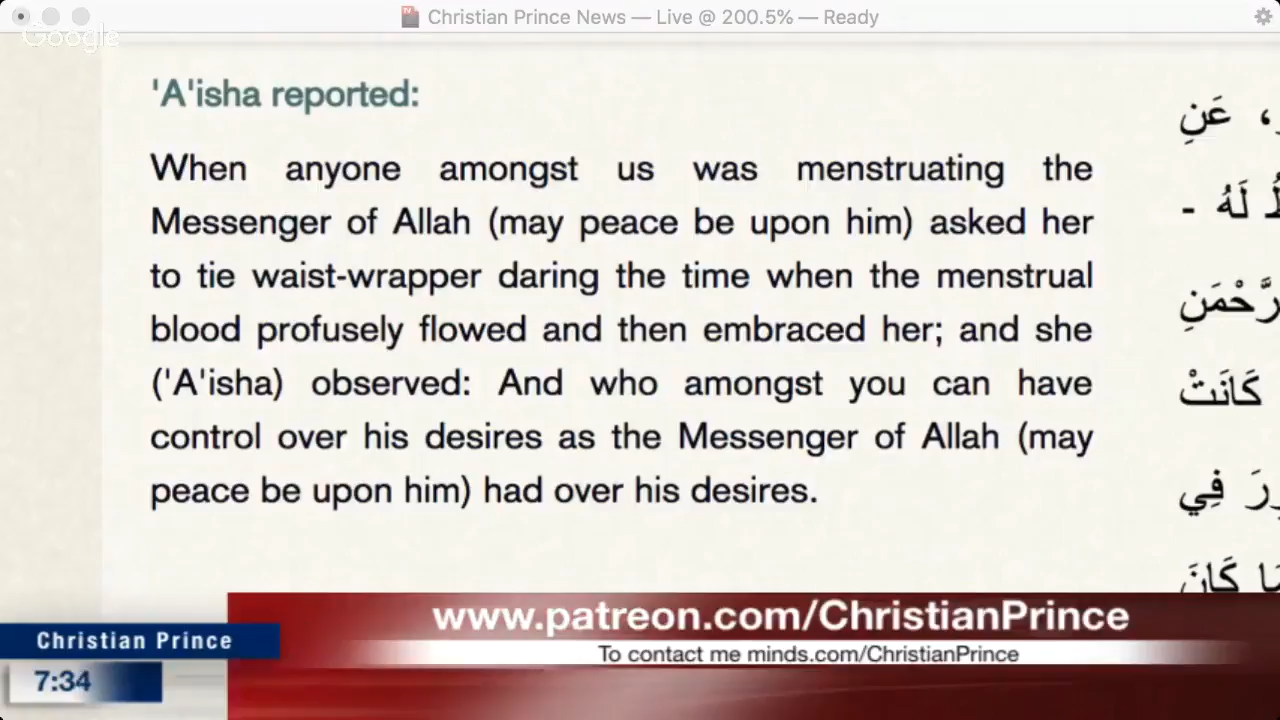 Christian Prince News — Live @ 200.5% — Ready
Google
'A'isha reported:
When anyone amongst us was menstruating the
Messenger of Allah (may peace be upon him) asked her
to tie waist-wrapper daring the time when the menstrual
blood profusely flowed and then embraced her; and she
('A'isha) observed: And who amongst you can have
control over his desires as the Messenger of Allah (may
peace be upon him) had over his desires.
، عَنِ
لَهُ -
كَانَتْ
فِي
كَانَ
www.patreon.com/ChristianPrince
To contact me minds.com/ChristianPrince
Christian Prince
7:34